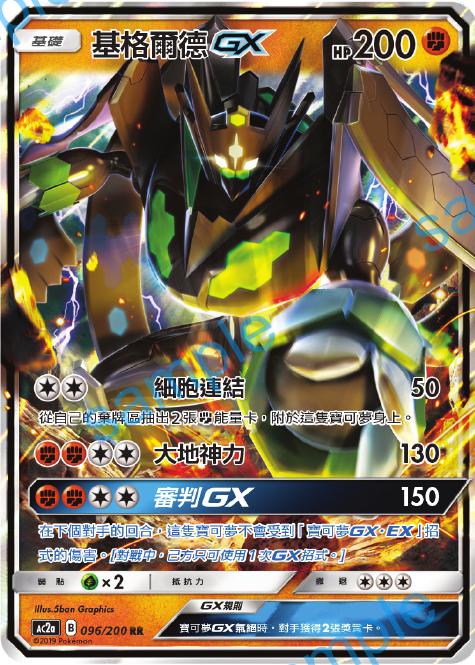 基礎 基格爾德GX HP200
細胞連結 50
從自己的棄牌區抽出2張能量卡，附於這隻寶可夢身上。
大地神力 130
審判GX 150
在下個對手的回合，這隻寶可夢不會受到「寶可夢GX・EX」招
式的傷害。[對戰中，己方只可使用1次GX招式。]
弱點 ×2 抵抗力 撤退
illus.5ban Graphics
AC2a B 096/200 RR
©2019 Pokémon
GX規則
寶可夢GX氣絕時，對手獲得2張獎賞卡。
sample
sample
sample
sample